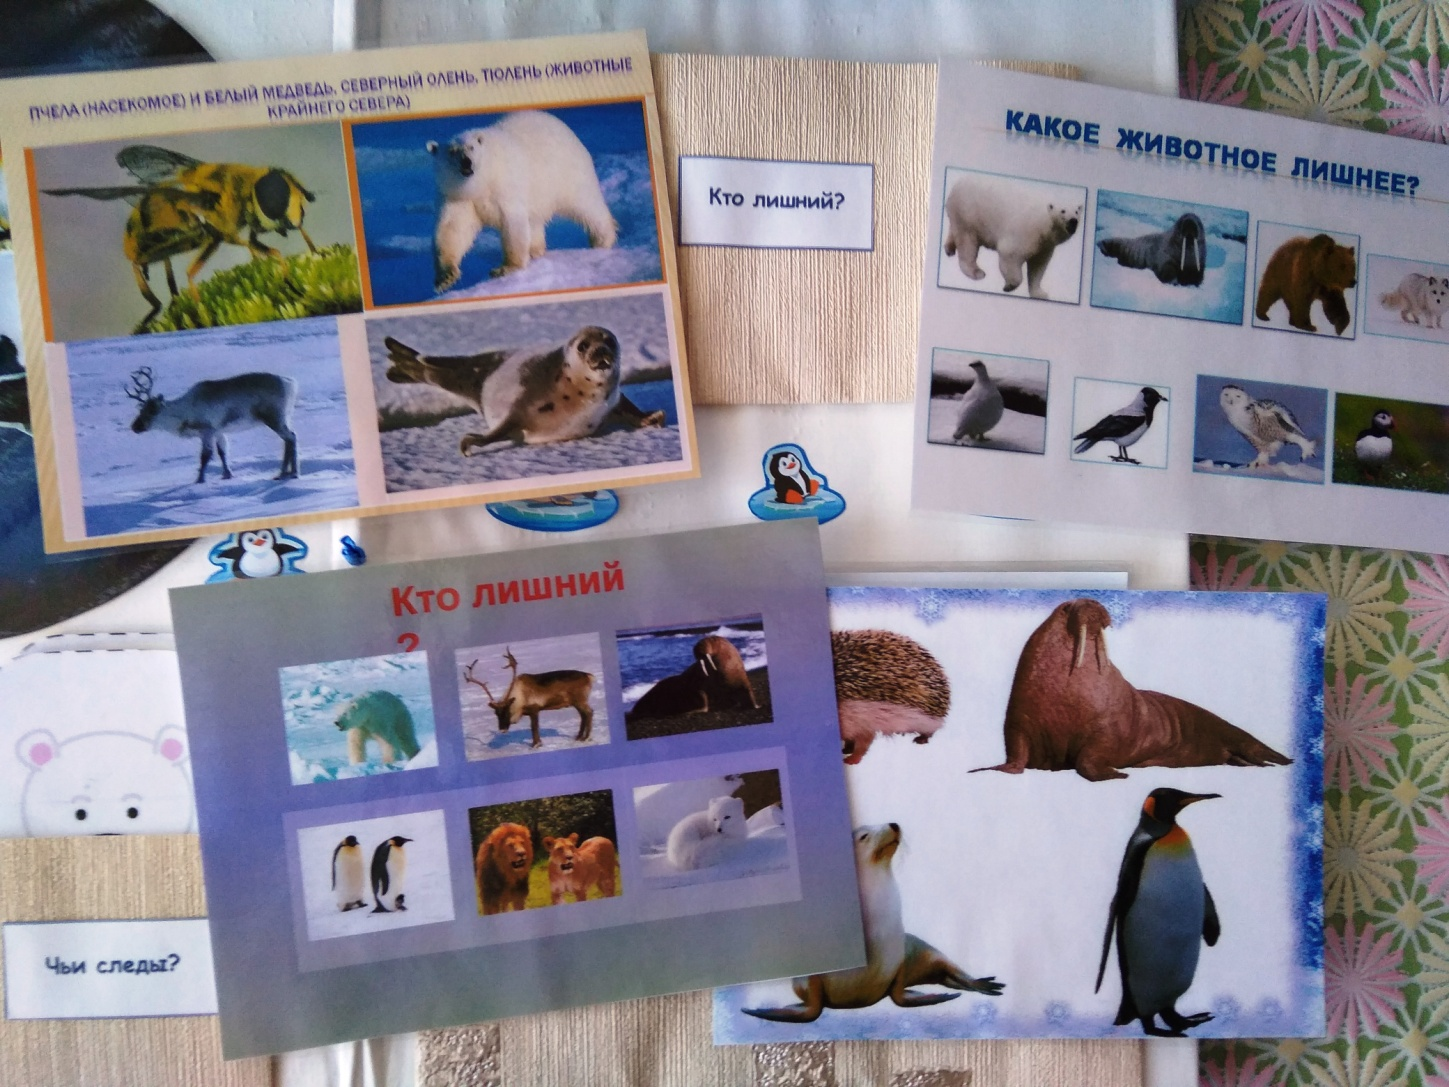 ПЧЕЛА (НАСЕКОМОЕ) И БЕЛЫЙ МЕДВЕДЬ, СЕВЕРНЫЙ ОЛЕНЬ, ТЮЛЕНЬ (ЖИВОТНЫЕ
КРАЙНЕГО СЕВЕРА)
Кто лишний?
КАКОЕ ЖИВОТНОЕ ЛИШНЕЕ?
Кто лишний
?
Чьи следы?